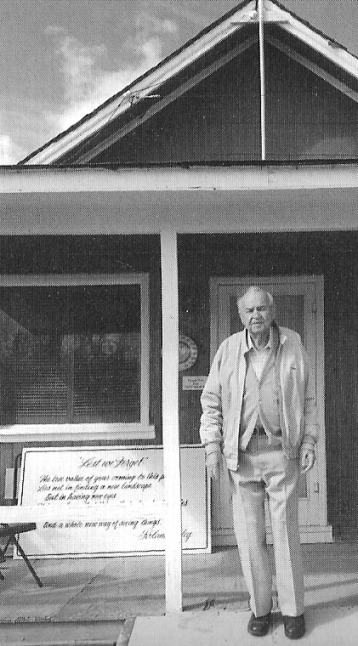 "Lest we Forget"
The true value of your coming to this p
does not in finding a new landscape
but in having new eyes
and a whole new way of seeing things.